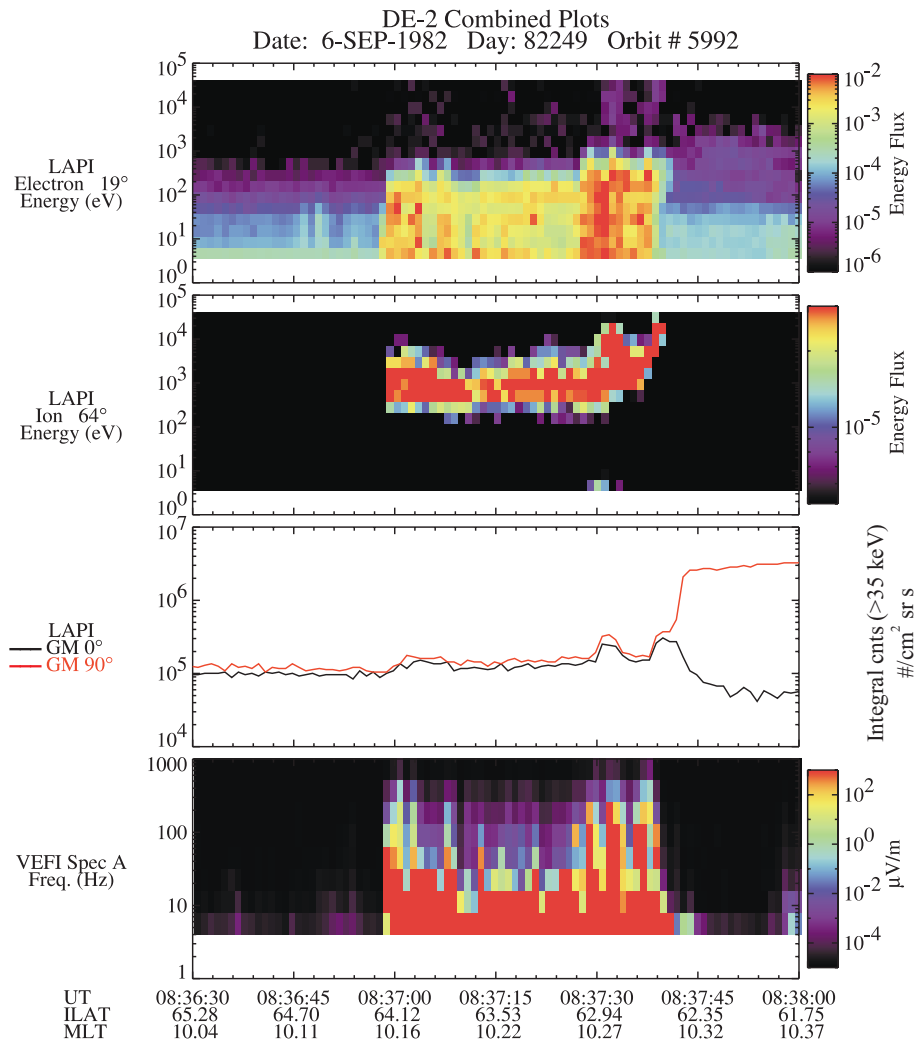 DE-2 Combined Plots
Date: 6-SEP-1982 Day: 82249 Orbit # 5992
10^5
10^4
10^3
10^2
10^1
10^0
LAPI
Electron 19°
Energy (eV)
10^-2
10^-3
10^-4
10^-5
10^-6
Energy Flux
10^5
10^4
10^3
10^2
10^1
10^0
LAPI
Ion 64°
Energy (eV)
10^-5
Energy Flux
10^7
10^6
10^5
10^4
LAPI
GM 0°
GM 90°
Integral cnts (>35 keV)
#/cm^2 sr s
1000
100
10
1
VEFI Spec A
Freq. (Hz)
10^2
10^0
10^-2
10^-4
µV/m
UT 08:36:30 08:36:45 08:37:00 08:37:15 08:37:30 08:37:45 08:38:00
ILAT 65.28 64.70 64.12 63.53 62.94 62.35 61.75
MLT 10.04 10.11 10.16 10.22 10.27 10.32 10.37